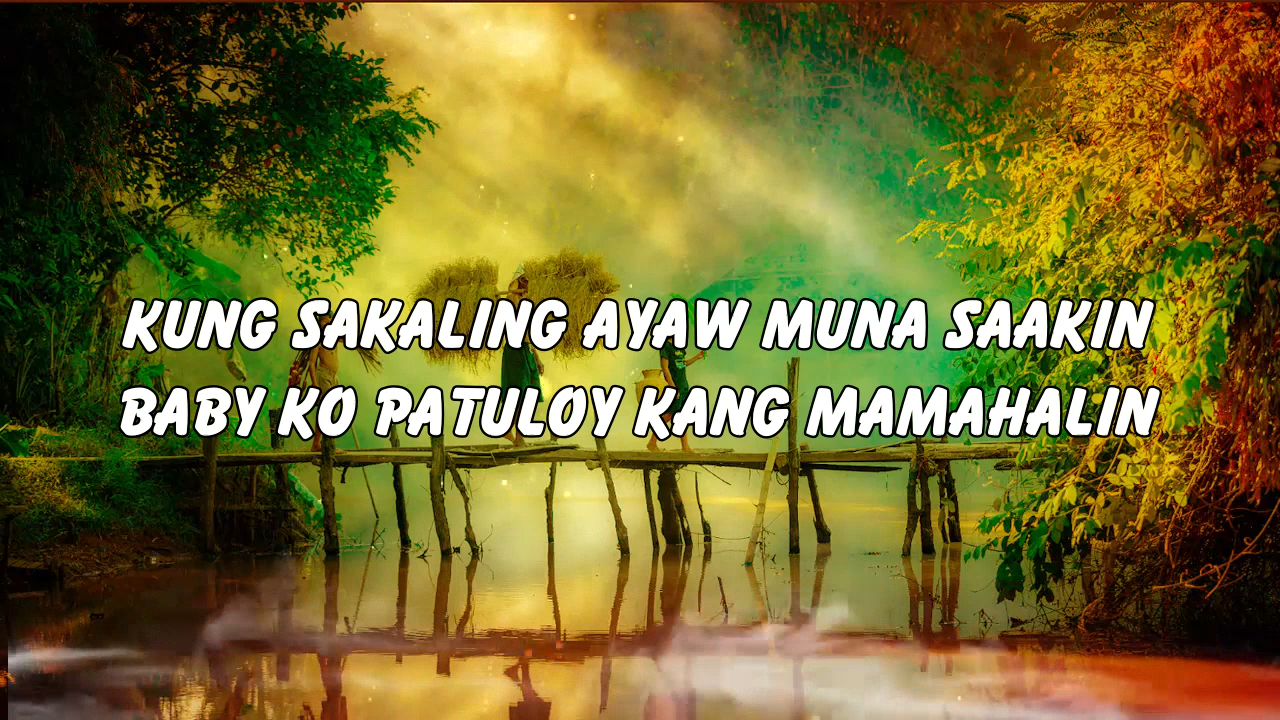 KUNG SAKALING AYAW MUNA SAAKIN
BABY KO PATULOY KANG MAMAHALIN